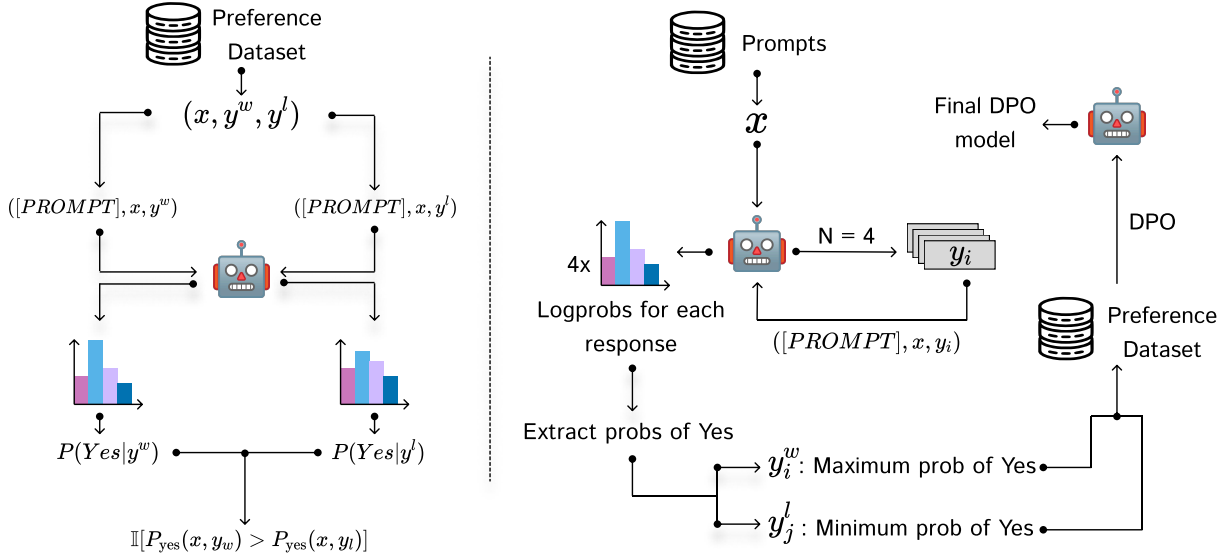 Preference
Dataset
(x, y^w, y^l)
([PROMPT], x, y^w)
([PROMPT], x, y^l)
P(Yes|y^w)
P(Yes|y^l)
𝕀[P_yes(x, y_w) > P_yes(x, y_l)]
Prompts
x
N = 4
y_i
4x
([PROMPT], x, y_i)
Logprobs for each
response
Extract probs of Yes
y_i^w: Maximum prob of Yes
y_j^l: Minimum prob of Yes
Preference
Dataset
DPO
Final DPO
model